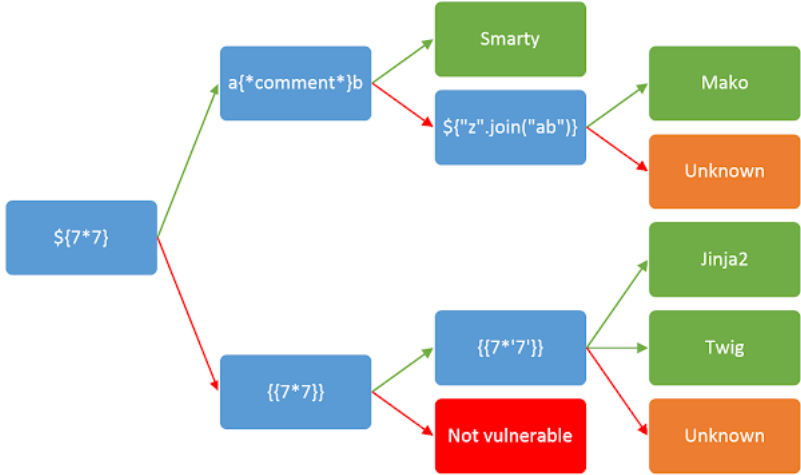 ${7*7}
a{*comment*}b
Smarty
${"z".join("ab")}
Mako
Unknown
{{7*7}}
{{7*'7'}}
Jinja2
Twig
Unknown
Not vulnerable